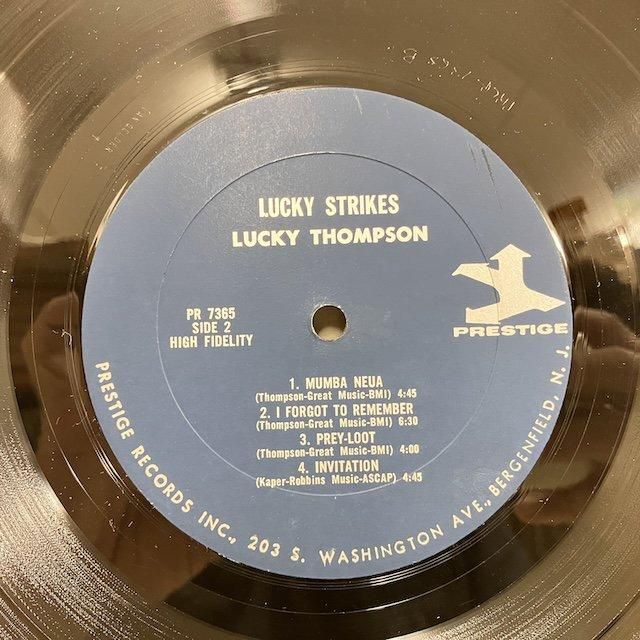 LUCKY STRIKES
LUCKY THOMPSON
PRESTIGE
PR 7365
SIDE 2
HIGH FIDELITY
1. MUMBA NEUA
(Thompson-Great Music-BMI) 4:45
2. I FORGOT TO REMEMBER
(Thompson-Great Music-BMI) 6:30
3. PREY-LOOT
(Thompson-Great Music-BMI) 4:00
4. INVITATION
(Kaper-Robbins Music-ASCAP) 4:45
PRESTIGE RECORDS INC., 203 S. WASHINGTON AVE., BERGENFIELD, N. J.